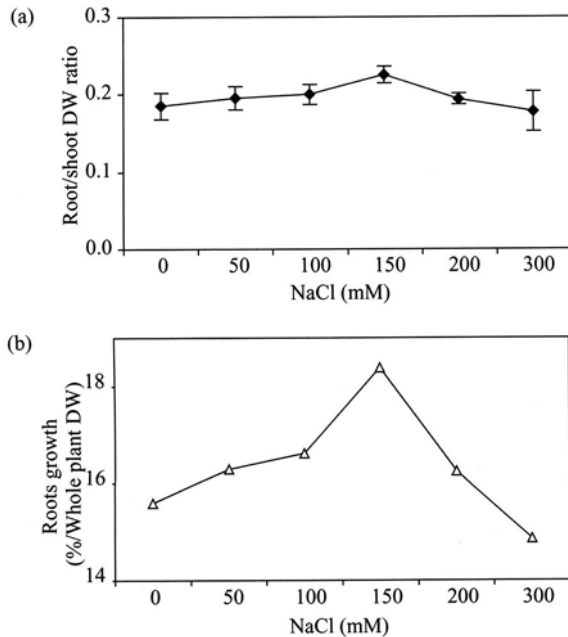 (a)
Root/shoot DW ratio
0.3
0.2
0.1
0.0
0 50 100 150 200 300
NaCl (mM)
(b)
Roots growth
(%/Whole plant DW)
18
16
14
0 50 100 150 200 300
NaCl (mM)